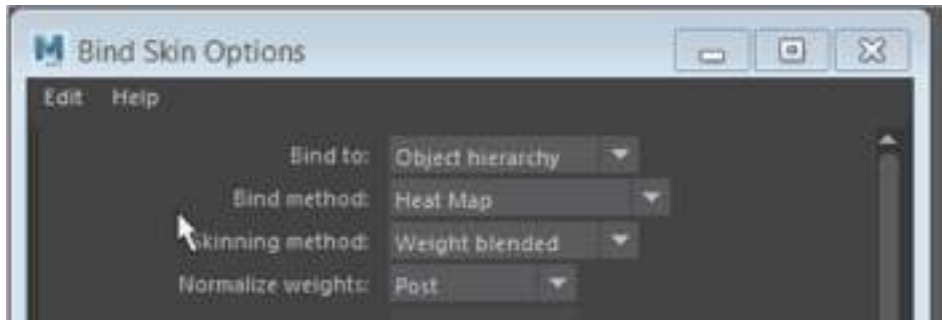 Bind Skin Options
Edit Help
Bind to: Object hierarchy
Bind method: Heat Map
Skinning method: Weight blended
Normalize weights: Post